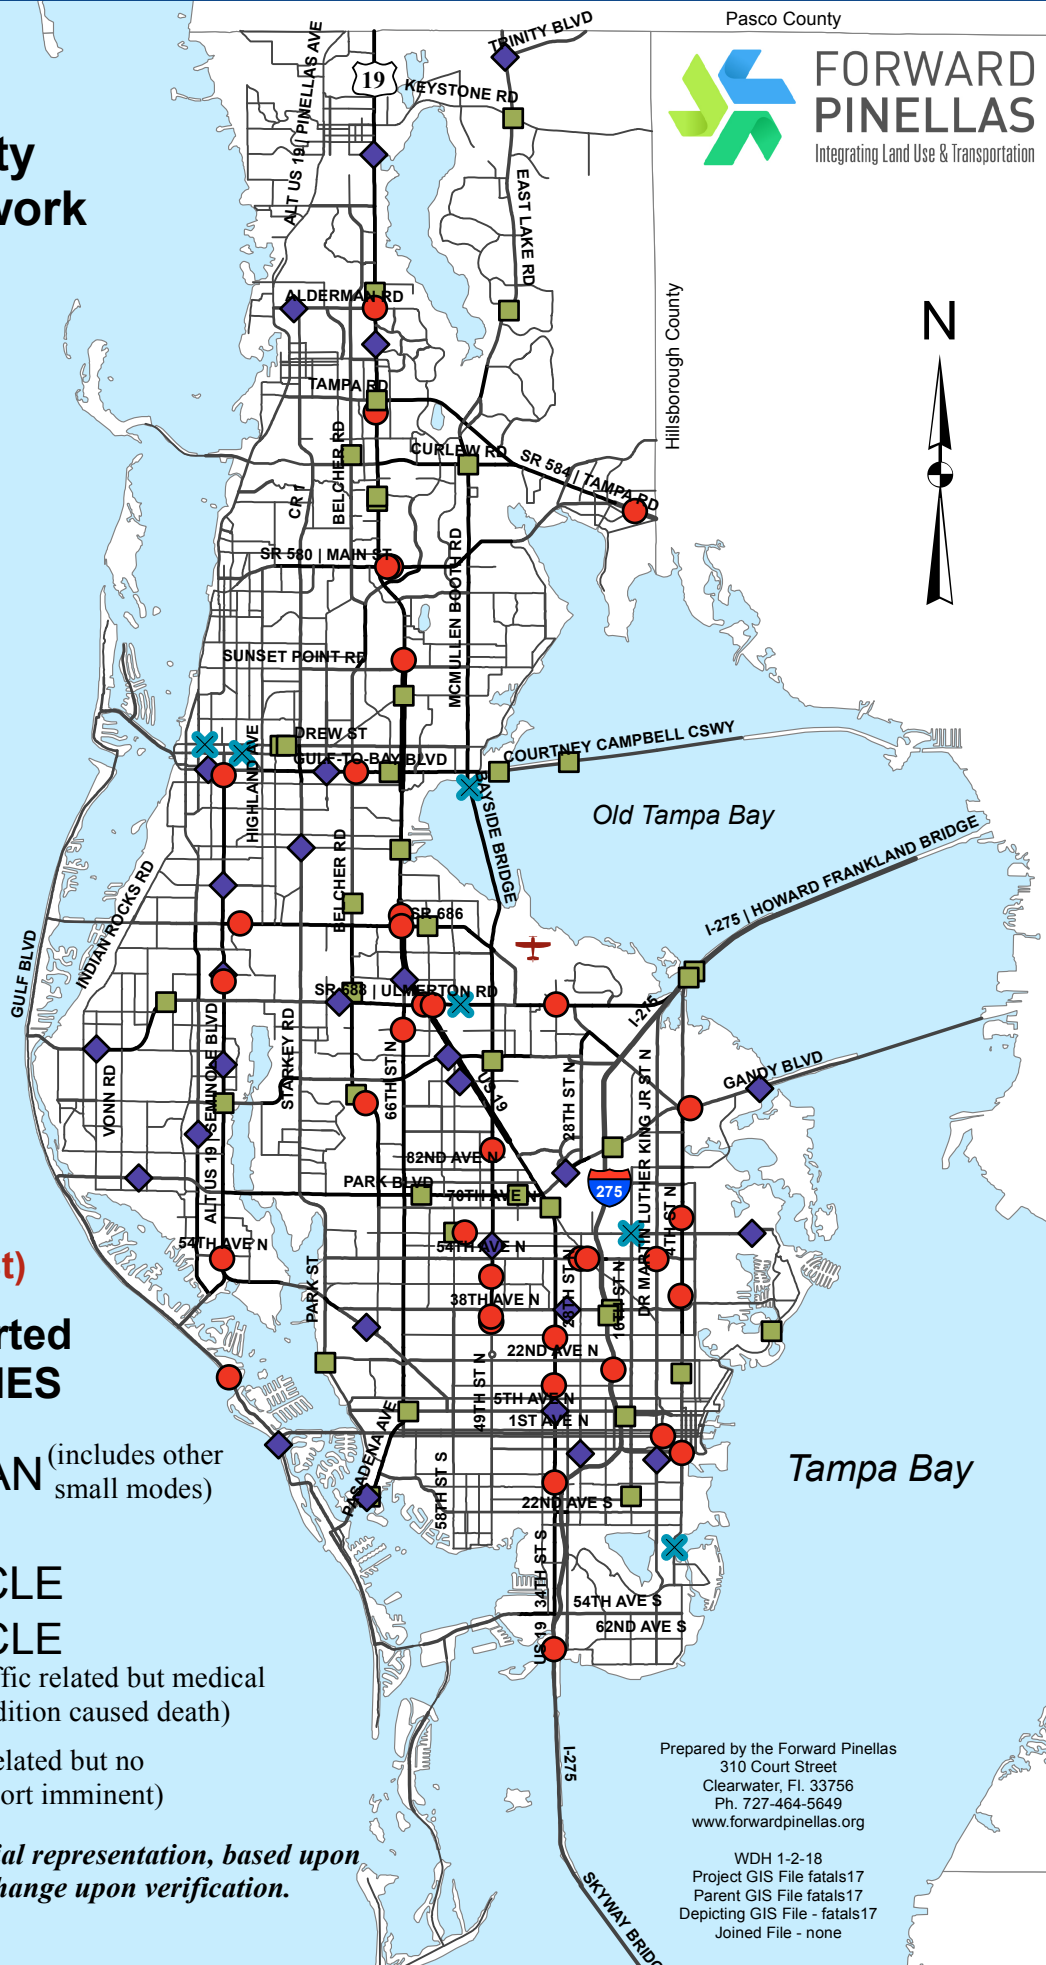 Pasco County
TRINITY BLVD
FORWARD
PINELLAS
Integrating Land Use & Transportation
19
KEYSTONE RD
ALT US 19 | PINELLAS AVE
ty
work
EAST LAKE RD
Hillsborough County
N
ALDERMAN RD
TAMPA RD
BELCHER RD
CURLEW RD
SR 584 | TAMPA RD
CR 1
SR 580 | MAIN ST
MCMULLEN BOOTH RD
SUNSET POINT RD
DREW ST
HIGHLAND AVE
GULF-TO-BAY BLVD
COURTNEY CAMPBELL CSWY
BAYSIDE BRIDGE
Old Tampa Bay
I-275 | HOWARD FRANKLAND BRIDGE
BELCHER RD
INDIAN ROCKS RD
GULF BLVD
SR 686
SR 688 | ULMERTON RD
I-275
GANDY BLVD
VONN RD
ALT US 19 | SEMINOLE BLVD
STARKEY RD
66TH ST N
US 19
28TH ST N
DR MARTIN LUTHER KING JR ST N
82ND AVE N
PARK BLVD
70TH AVE N
275
4TH ST N
54TH AVE N
54TH AVE N
PARK ST
28TH ST N
16TH ST N
38TH AVE N
t)
rted
IES
22ND AVE N
49TH ST N
5TH AVE N
1ST AVE N
PASADENA AVE
58TH ST S
AN (includes other
small modes)
Tampa Bay
22ND AVE S
US 19 | 34TH ST S
CLE
54TH AVE S
62ND AVE S
CLE
ffic related but medical
dition caused death)
elated but no
ort imminent)
ial representation, based upon
hange upon verification.
I-275
SKYWAY BRIDG
Prepared by the Forward Pinellas
310 Court Street
Clearwater, Fl. 33756
Ph. 727-464-5649
www.forwardpinellas.org
WDH 1-2-18
Project GIS File fatals17
Parent GIS File fatals17
Depicting GIS File - fatals17
Joined File - none